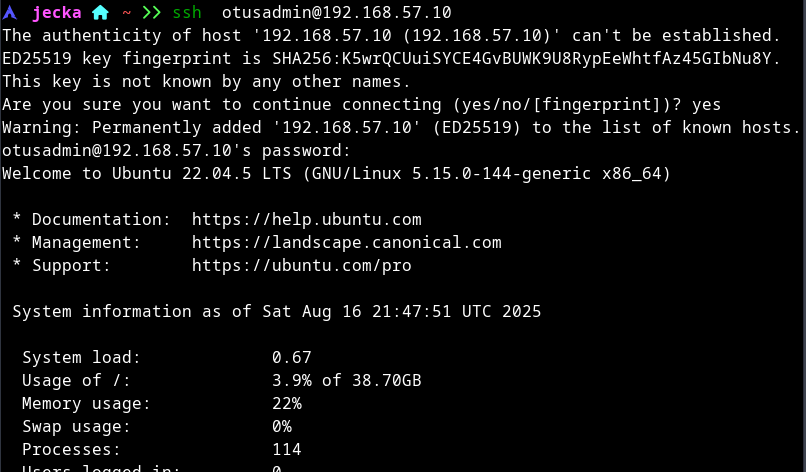 jecka ~ >> ssh  otusadmin@192.168.57.10
The authenticity of host '192.168.57.10 (192.168.57.10)' can't be established.
ED25519 key fingerprint is SHA256:K5wrQCUuiSYCE4GvBUWK9U8RypEeWhtfAz45GIbNu8Y.
This key is not known by any other names.
Are you sure you want to continue connecting (yes/no/[fingerprint])? yes
Warning: Permanently added '192.168.57.10' (ED25519) to the list of known hosts.
otusadmin@192.168.57.10's password:
Welcome to Ubuntu 22.04.5 LTS (GNU/Linux 5.15.0-144-generic x86_64)

 * Documentation:  https://help.ubuntu.com
 * Management:     https://landscape.canonical.com
 * Support:        https://ubuntu.com/pro

 System information as of Sat Aug 16 21:47:51 UTC 2025

  System load:             0.67
  Usage of /:              3.9% of 38.70GB
  Memory usage:            22%
  Swap usage:              0%
  Processes:               114
  Users logged in:         0